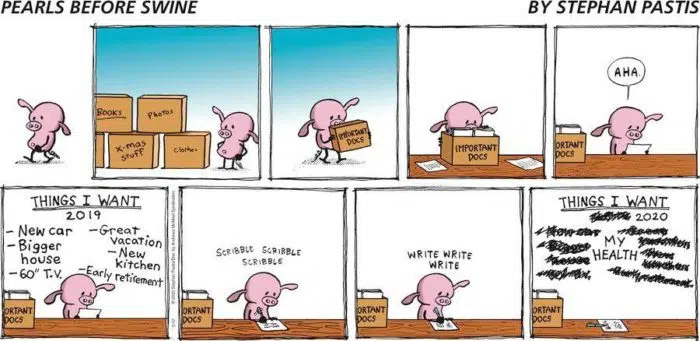 PEARLS BEFORE SWINE
BY STEPHAN PASTIS
BOOKS
Photos
X-mas
stuff
Clothes
IMPORTANT
DOCS
IMPORTANT
DOCS
AHA.
ORTANT
DOCS
THINGS I WANT
2019
- New car
- Bigger
house
- 60" T.V.
- Great
vacation
- New
kitchen
- Early retirement
ORTANT
DOCS
SCRIBBLE SCRIBBLE
SCRIBBLE
ORTANT
DOCS
WRITE WRITE
WRITE
ORTANT
DOCS
THINGS I WANT
2020
MY
HEALTH
ORTANT
DOCS